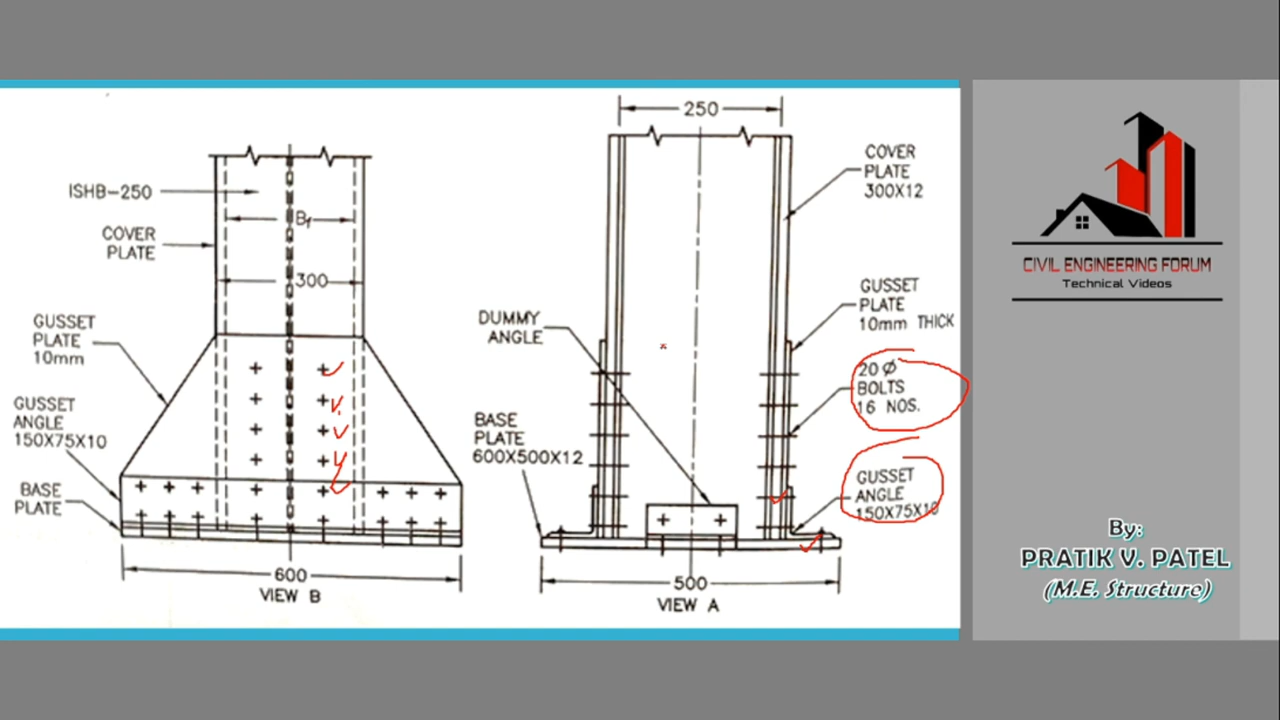 ISHB-250
COVER
PLATE
Bf
300
GUSSET
PLATE
10mm
GUSSET
ANGLE
150X75X10
BASE
PLATE
600
VIEW B
250
COVER
PLATE
300X12
GUSSET
PLATE
10mm THICK
DUMMY
ANGLE
20 Ø
BOLTS
16 NOS.
BASE
PLATE
600X500X12
GUSSET
ANGLE
150X75X10
500
VIEW A
CIVIL ENGINEERING FORUM
Technical Videos
By:
PRATIK V. PATEL
(M.E. Structure)